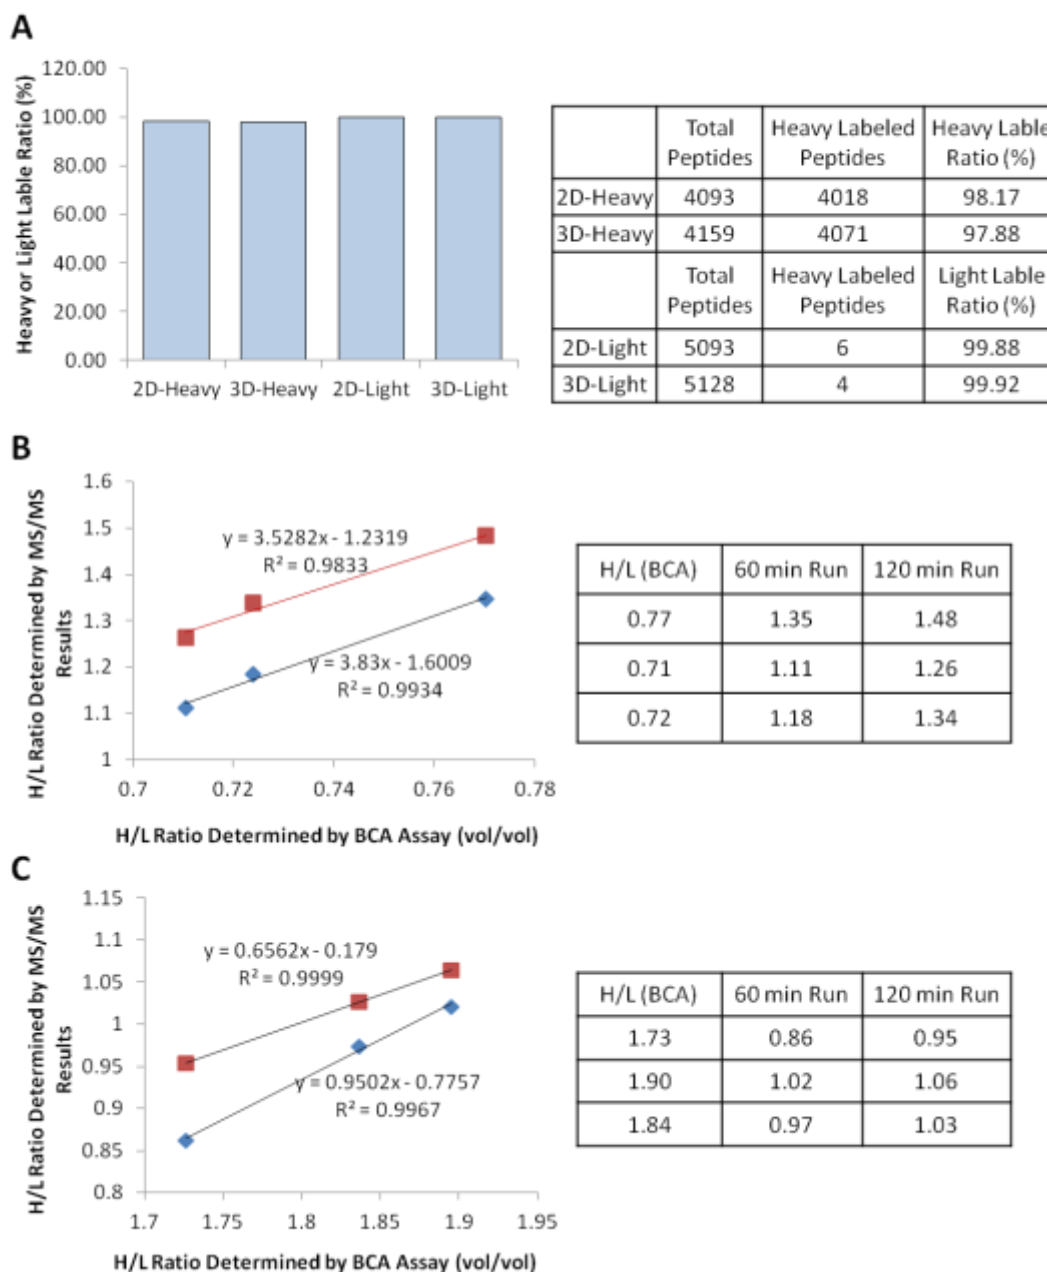 A
Heavy or Light Lable Ratio (%)
120.00
100.00
80.00
60.00
40.00
20.00
0.00
2D-Heavy 3D-Heavy 2D-Light 3D-Light
Total Peptides Heavy Labeled Peptides Heavy Lable Ratio (%)
2D-Heavy 4093 4018 98.17
3D-Heavy 4159 4071 97.88
Total Peptides Heavy Labeled Peptides Light Lable Ratio (%)
2D-Light 5093 6 99.88
3D-Light 5128 4 99.92
B
H/L Ratio Determined by MS/MS
Results
1.6
1.5
1.4
1.3
1.2
1.1
1
y = 3.5282x - 1.2319
R² = 0.9833
y = 3.83x - 1.6009
R² = 0.9934
0.7 0.72 0.74 0.76 0.78
H/L Ratio Determined by BCA Assay (vol/vol)
H/L (BCA) 60 min Run 120 min Run
0.77 1.35 1.48
0.71 1.11 1.26
0.72 1.18 1.34
C
H/L Ratio Determined by MS/MS
Results
1.15
1.1
1.05
1
0.95
0.9
0.85
0.8
y = 0.6562x - 0.179
R² = 0.9999
y = 0.9502x - 0.7757
R² = 0.9967
1.7 1.75 1.8 1.85 1.9 1.95
H/L Ratio Determined by BCA Assay (vol/vol)
H/L (BCA) 60 min Run 120 min Run
1.73 0.86 0.95
1.90 1.02 1.06
1.84 0.97 1.03